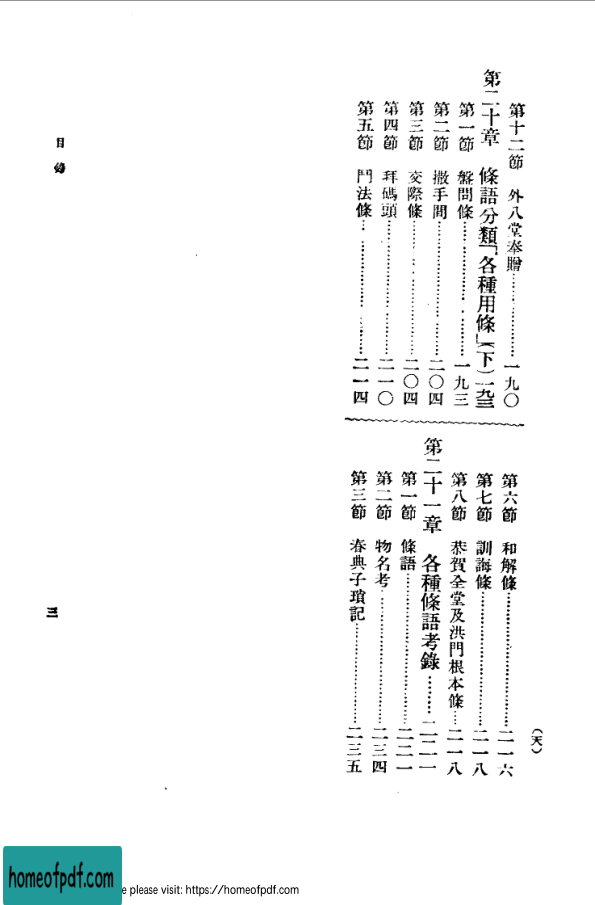 第十二節 外八堂奉贈……一九〇
第二十章 條語分類「各種用條」(下)一九三
第一節 盤問條……一九三
第二節 撒手間……二〇四
第三節 交際條……二〇四
第四節 拜碼頭……二一〇
第五節 鬥法條……二一四
第六節 和解條……二一六
第七節 訓誨條……二一八
第八節 恭賀全堂及洪門根本條……二一八
第二十一章 各種條語考錄……二二一
第一節 條語……二二一
第二節 物名考……二三四
第三節 春典子瑣記……二三五
(天)
目錄
三
homeofpdf.com
e please visit: https://homeofpdf.com